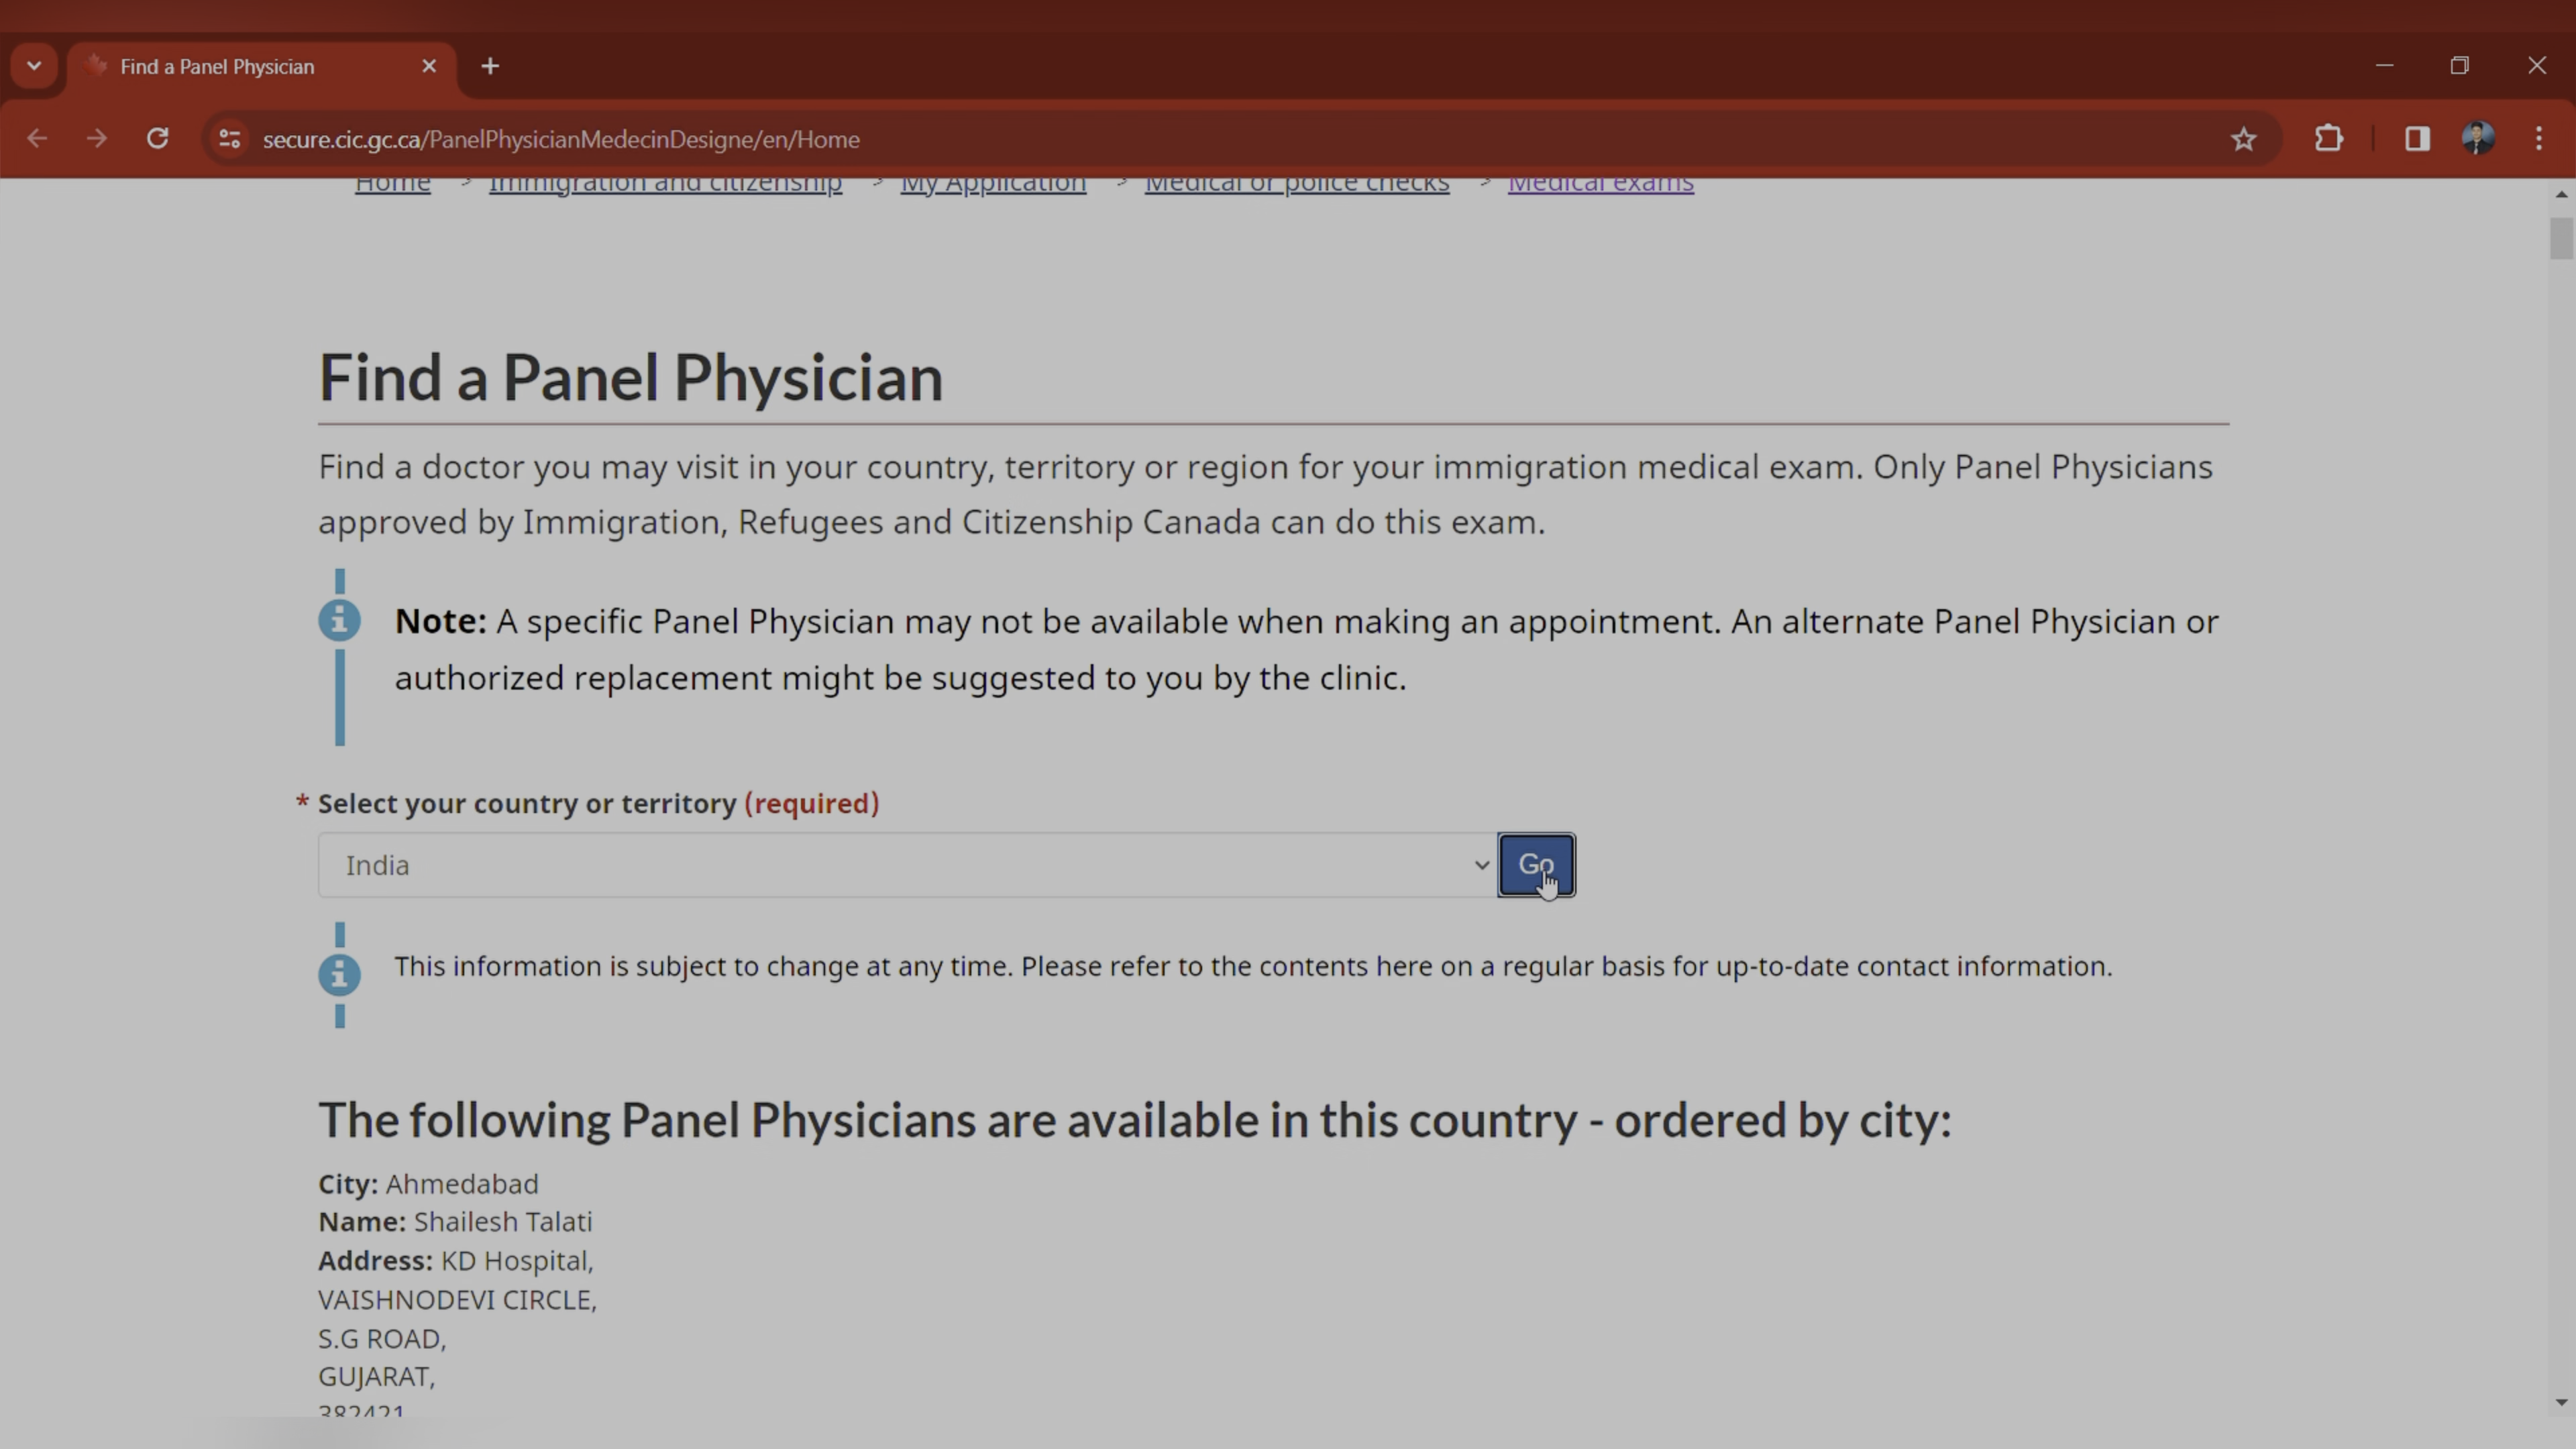 Find a Panel Physician
secure.cic.gc.ca/PanelPhysicianMedecinDesigne/en/Home
Home > Immigration and citizenship > My Application > Medical or police checks > Medical exams
Find a Panel Physician
Find a doctor you may visit in your country, territory or region for your immigration medical exam. Only Panel Physicians
approved by Immigration, Refugees and Citizenship Canada can do this exam.
Note: A specific Panel Physician may not be available when making an appointment. An alternate Panel Physician or
authorized replacement might be suggested to you by the clinic.
* Select your country or territory (required)
India
Go
This information is subject to change at any time. Please refer to the contents here on a regular basis for up-to-date contact information.
The following Panel Physicians are available in this country - ordered by city:
City: Ahmedabad
Name: Shailesh Talati
Address: KD Hospital,
VAISHNODEVI CIRCLE,
S.G ROAD,
GUJARAT,
382421